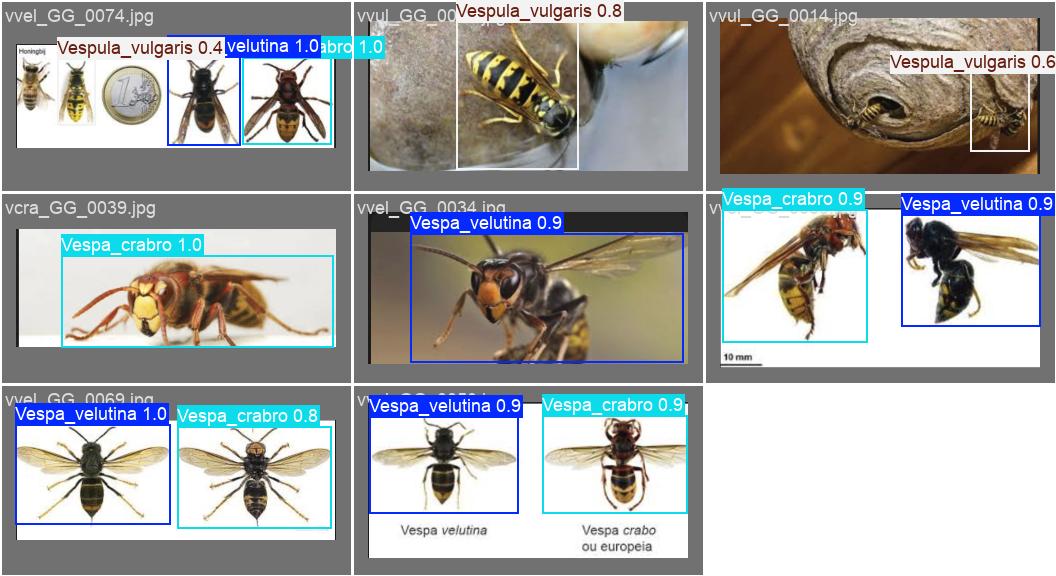 vvel_GG_0074.jpg
Honingbij
Vespula_vulgaris 0.4
velutina 1.0
abro 1.0
1
Vespula_vulgaris 0.8
vvul_GG_00
vvul_GG_0014.jpg
Vespula_vulgaris 0.6
vcra_GG_0039.jpg
Vespa_crabro 1.0
vvel_GG_0034.jpg
Vespa_velutina 0.9
Vespa_crabro 0.9
Vespa_velutina 0.9
10 mm
vvel_GG_0069.jpg
Vespa_velutina 1.0
Vespa_crabro 0.8
Vespa_velutina 0.9
Vespa_crabro 0.9
Vespa velutina
Vespa crabo
ou europeia